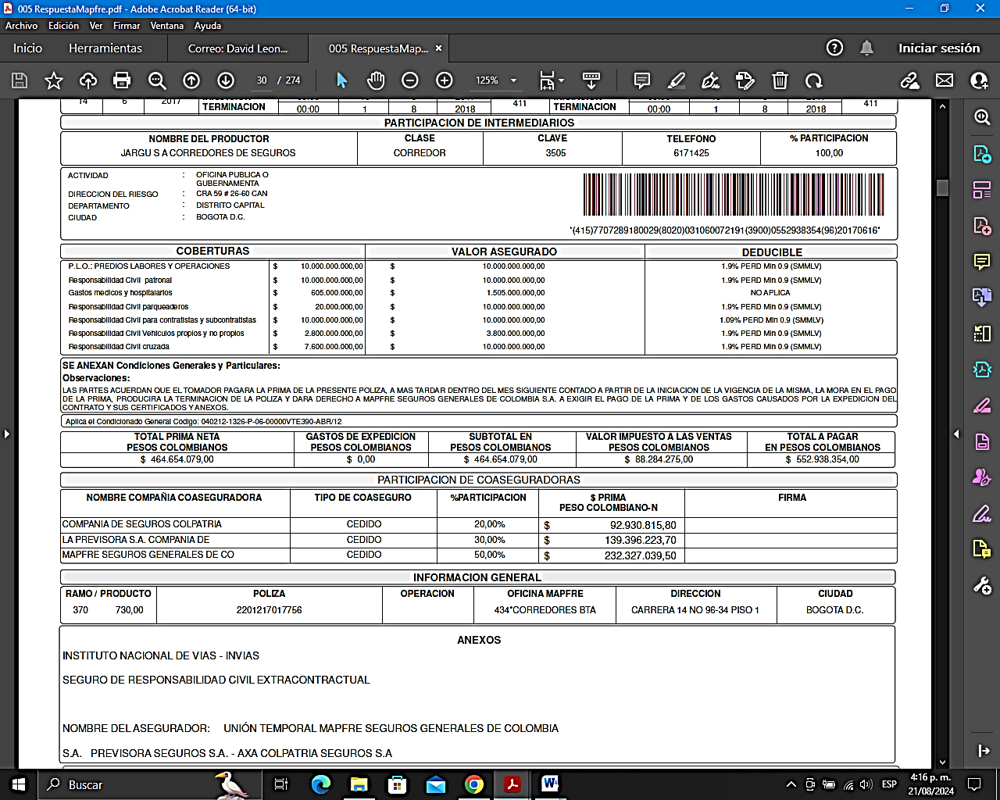 005 RespuestaMapfre.pdf - Adobe Acrobat Reader (64-bit)
Archivo Edición Ver Firmar Ventana Ayuda
Inicio Herramientas Correo: David Leon... 005 RespuestaMap... × Iniciar sesión
30 / 274 125%
14 6 2017 TERMINACION 00:00 1 8 2018 411 TERMINACION 00:00 1 8 2018 411
PARTICIPACION DE INTERMEDIARIOS
NOMBRE DEL PRODUCTOR CLASE CLAVE TELEFONO % PARTICIPACION
JARGU S A CORREDORES DE SEGUROS CORREDOR 3505 6171425 100,00
ACTIVIDAD : OFICINA PUBLICA O
GUBERNAMENTA
DIRECCION DEL RIESGO : CRA 59 # 26-60 CAN
DEPARTAMENTO : DISTRITO CAPITAL
CIUDAD : BOGOTA D.C.
*(415)7707289180029(8020)031060072191(3900)0552938354(96)20170616*
COBERTURAS VALOR ASEGURADO DEDUCIBLE
P.L.O.: PREDIOS LABORES Y OPERACIONES $ 10.000.000.000,00 $ 10.000.000.000,00 1.9% PERD Min 0.9 (SMMLV)
Responsabilidad Civil patronal $ 10.000.000.000,00 $ 10.000.000.000,00 1.9% PERD Min 0.9 (SMMLV)
Gastos medicos y hospitalarios $ 605.000.000,00 $ 1.505.000.000,00 NO APLICA
Responsabilidad Civil parqueaderos $ 20.000.000,00 $ 10.000.000.000,00 1.9% PERD Min 0.9 (SMMLV)
Responsabilidad Civil para contratistas y subcontratistas $ 10.000.000.000,00 $ 10.000.000.000,00 1.09% PERD Min 0.9 (SMMLV)
Responsabilidad Civil Vehiculos propios y no propios $ 2.800.000.000,00 $ 3.800.000.000,00 1.9% PERD Min 0.9 (SMMLV)
Responsabilidad Civil cruzada $ 7.600.000.000,00 $ 10.000.000.000,00 1.9% PERD Min 0.9 (SMMLV)
SE ANEXAN Condiciones Generales y Particulares:
Observaciones:
LAS PARTES ACUERDAN QUE EL TOMADOR PAGARA LA PRIMA DE LA PRESENTE POLIZA, A MAS TARDAR DENTRO DEL MES SIGUIENTE CONTADO A PARTIR DE LA INICIACION DE LA VIGENCIA DE LA MISMA, LA MORA EN EL PAGO
DE LA PRIMA, PRODUCIRA LA TERMINACION DE LA POLIZA Y DARA DERECHO A MAPFRE SEGUROS GENERALES DE COLOMBIA S.A. A EXIGIR EL PAGO DE LA PRIMA Y DE LOS GASTOS CAUSADOS POR LA EXPEDICION DEL
CONTRATO Y SUS CERTIFICADOS Y ANEXOS.
Aplica el Condicionado General Codigo: 040212-1326-P-06-00000VTE390-ABR/12
TOTAL PRIMA NETA GASTOS DE EXPEDICION SUBTOTAL EN VALOR IMPUESTO A LAS VENTAS TOTAL A PAGAR
PESOS COLOMBIANOS PESOS COLOMBIANOS PESOS COLOMBIANOS PESOS COLOMBIANOS EN PESOS COLOMBIANOS
$ 464.654.079,00 $ 0,00 $ 464.654.079,00 $ 88.284.275,00 $ 552.938.354,00
PARTICIPACION DE COASEGURADORAS
NOMBRE COMPAÑIA COASEGURADORA TIPO DE COASEGURO %PARTICIPACION $ PRIMA FIRMA
PESO COLOMBIANO-N
COMPANIA DE SEGUROS COLPATRIA CEDIDO 20,00% $ 92.930.815,80
LA PREVISORA S.A. COMPANIA DE CEDIDO 30,00% $ 139.396.223,70
MAPFRE SEGUROS GENERALES DE CO CEDIDO 50,00% $ 232.327.039,50
INFORMACION GENERAL
RAMO / PRODUCTO POLIZA OPERACION OFICINA MAPFRE DIRECCION CIUDAD
370 730,00 2201217017756 434*CORREDORES BTA CARRERA 14 NO 96-34 PISO 1 BOGOTA D.C.
ANEXOS
INSTITUTO NACIONAL DE VIAS - INVIAS
SEGURO DE RESPONSABILIDAD CIVIL EXTRACONTRACTUAL
NOMBRE DEL ASEGURADOR: UNIÓN TEMPORAL MAPFRE SEGUROS GENERALES DE COLOMBIA
S.A. PREVISORA SEGUROS S.A. - AXA COLPATRIA SEGUROS S.A
Buscar ESP 4:16 p. m.
21/08/2024